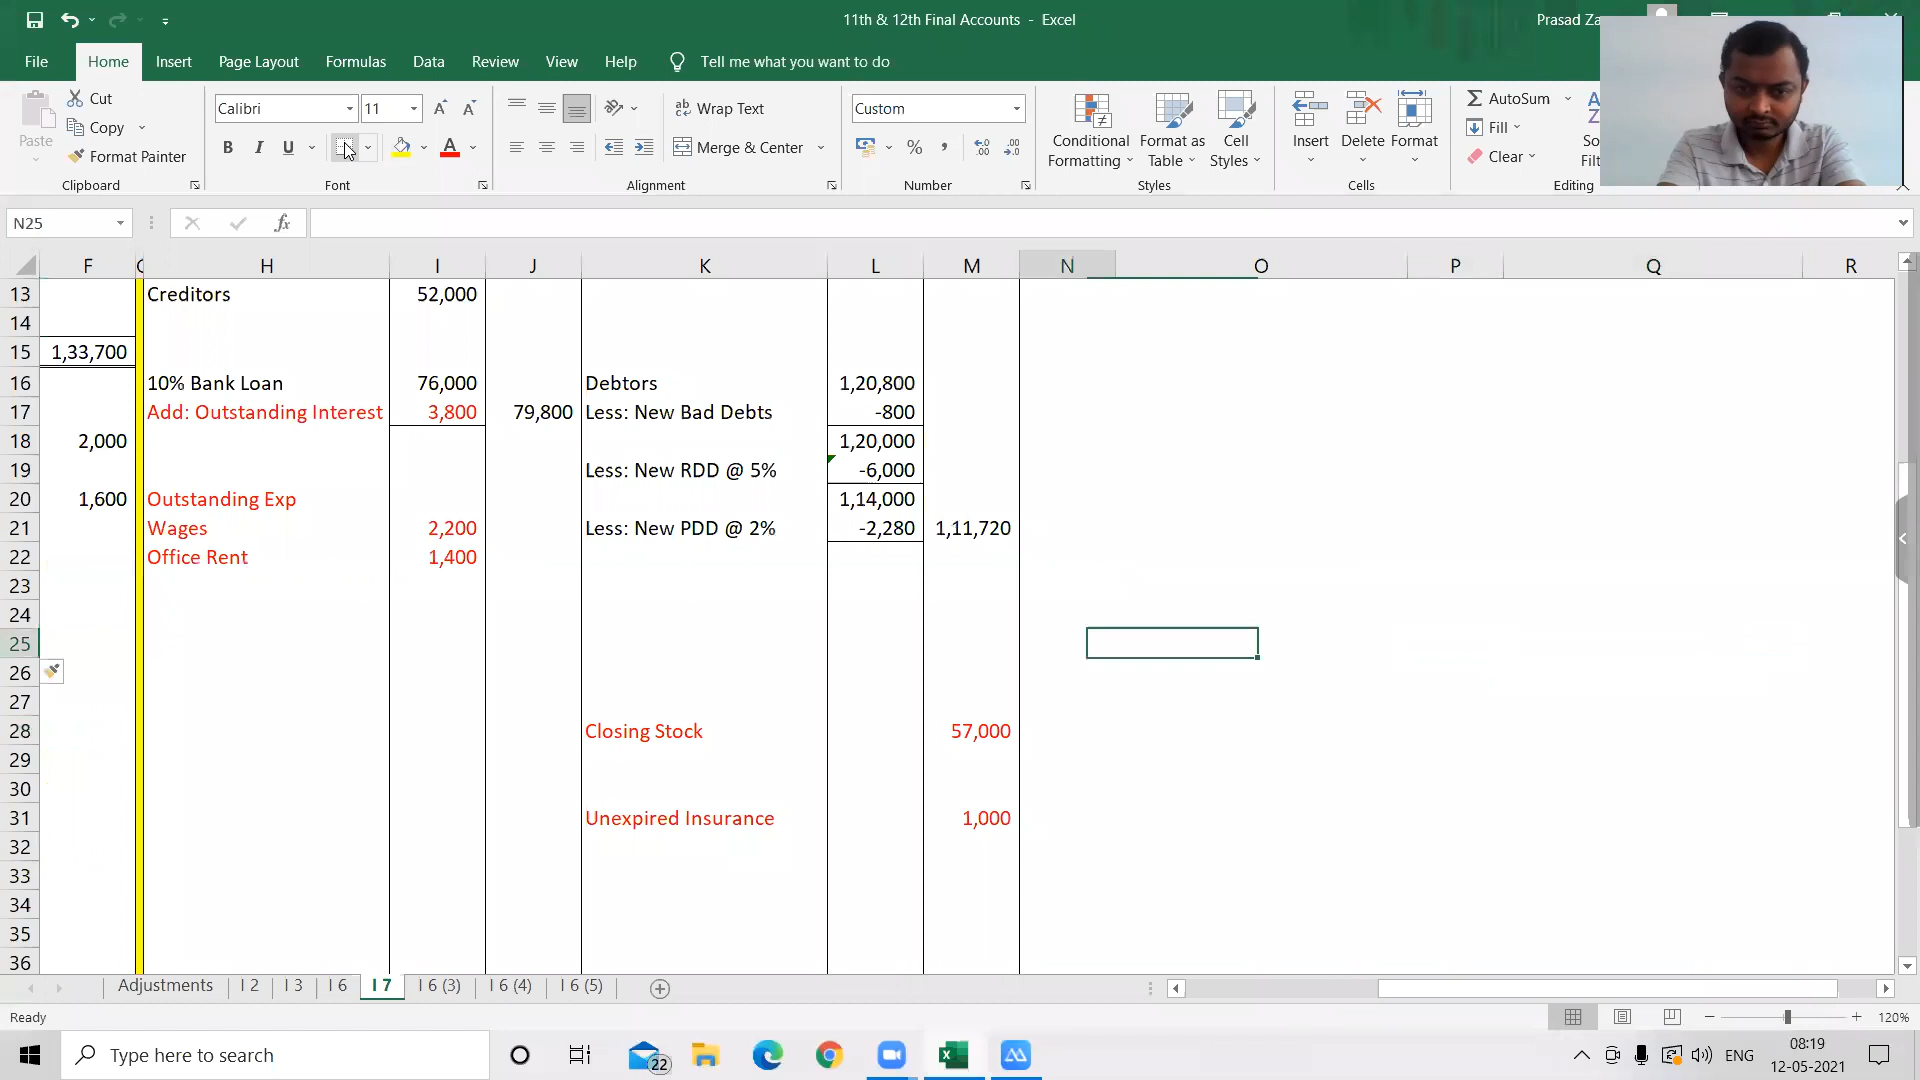 11th & 12th Final Accounts - Excel
Prasad Za
File Home Insert Page Layout Formulas Data Review View Help Tell me what you want to do
Paste
Cut
Copy
Format Painter
Clipboard
Calibri 11
B I U
Font
Wrap Text
Merge & Center
Alignment
Custom
Number
Conditional Formatting
Format as Table
Cell Styles
Styles
Insert Delete Format
Cells
AutoSum
Fill
Clear
So
Filt
Editing
N25 fx
F H I J K L M N O P Q R
13 Creditors 52,000
14
15 1,33,700
16 10% Bank Loan 76,000 Debtors 1,20,800
17 Add: Outstanding Interest 3,800 79,800 Less: New Bad Debts -800
18 2,000 1,20,000
19 Less: New RDD @ 5% -6,000
20 1,600 Outstanding Exp 1,14,000
21 Wages 2,200 Less: New PDD @ 2% -2,280 1,11,720
22 Office Rent 1,400
23
24
25
26
27
28 Closing Stock 57,000
29
30
31 Unexpired Insurance 1,000
32
33
34
35
36
Adjustments I 2 I 3 I 6 I 7 I 6 (3) I 6 (4) I 6 (5)
Ready 120%
Type here to search 22 ENG
08:19
12-05-2021